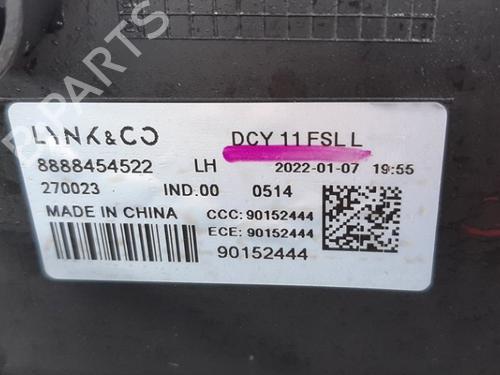 LYNK&CO DCY 11 FSL L
8888454522 LH 2022-01-07 19:55
270023 IND.00 0514
MADE IN CHINA CCC: 90152444
ECE: 90152444
90152444
B-PARTS